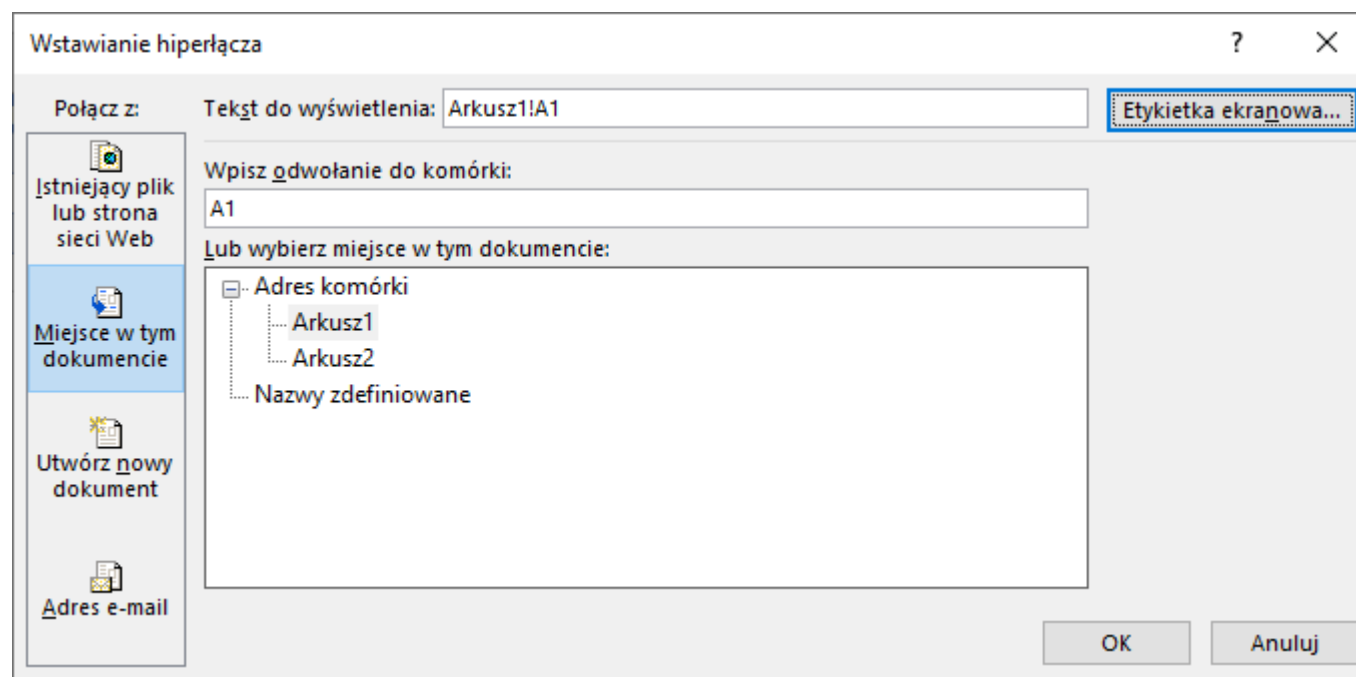 Wstawianie hiperłącza
?
Połącz z:
Tekst do wyświetlenia: Arkusz1!A1
Etykietka ekranowa...
Istniejący plik
lub strona
sieci Web
Miejsce w tym
dokumencie
Utwórz nowy
dokument
Adres e-mail
Wpisz odwołanie do komórki:
A1
Lub wybierz miejsce w tym dokumencie:
Adres komórki
Arkusz1
Arkusz2
Nazwy zdefiniowane
OK
Anuluj